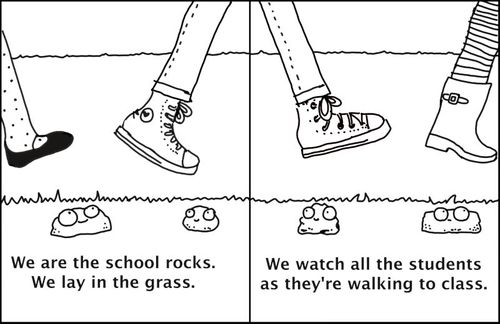 We are the school rocks.
We lay in the grass.
We watch all the students
as they're walking to class.